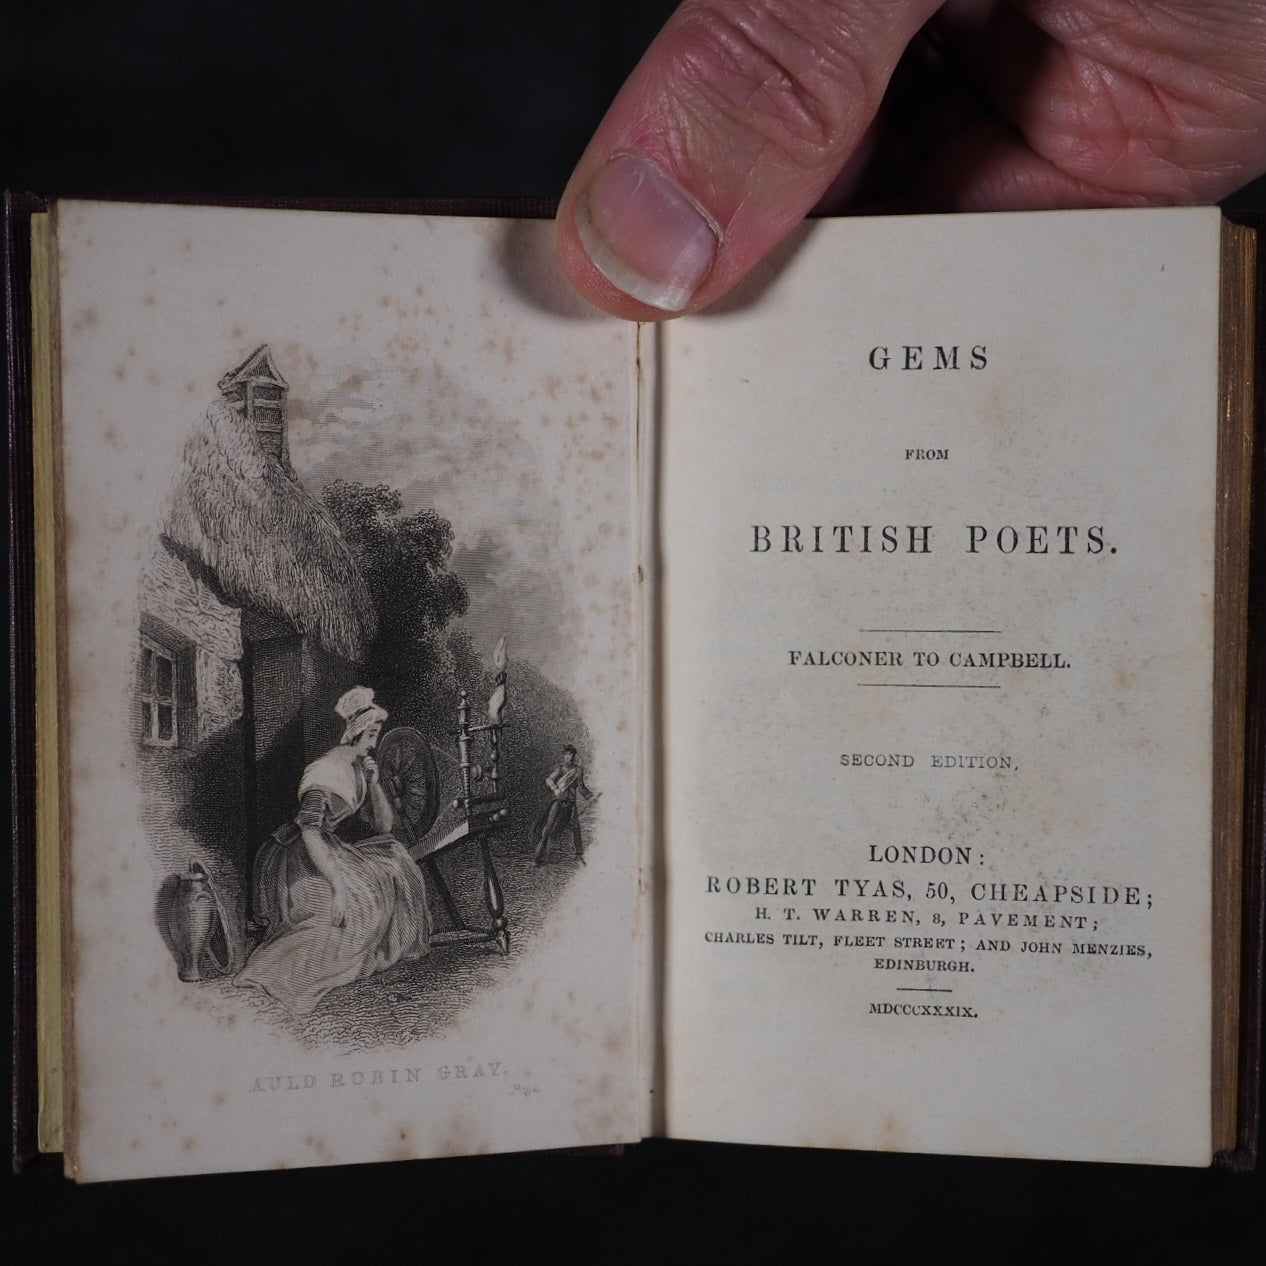 AULD ROBIN GRAY.
Page
GEMS
FROM
BRITISH POETS.
FALCONER TO CAMPBELL.
SECOND EDITION.
LONDON:
ROBERT TYAS, 50, CHEAPSIDE;
H. T. WARREN, 8, PAVEMENT;
CHARLES TILT, FLEET STREET; AND JOHN MENZIES,
EDINBURGH.
MDCCCXXXIX.